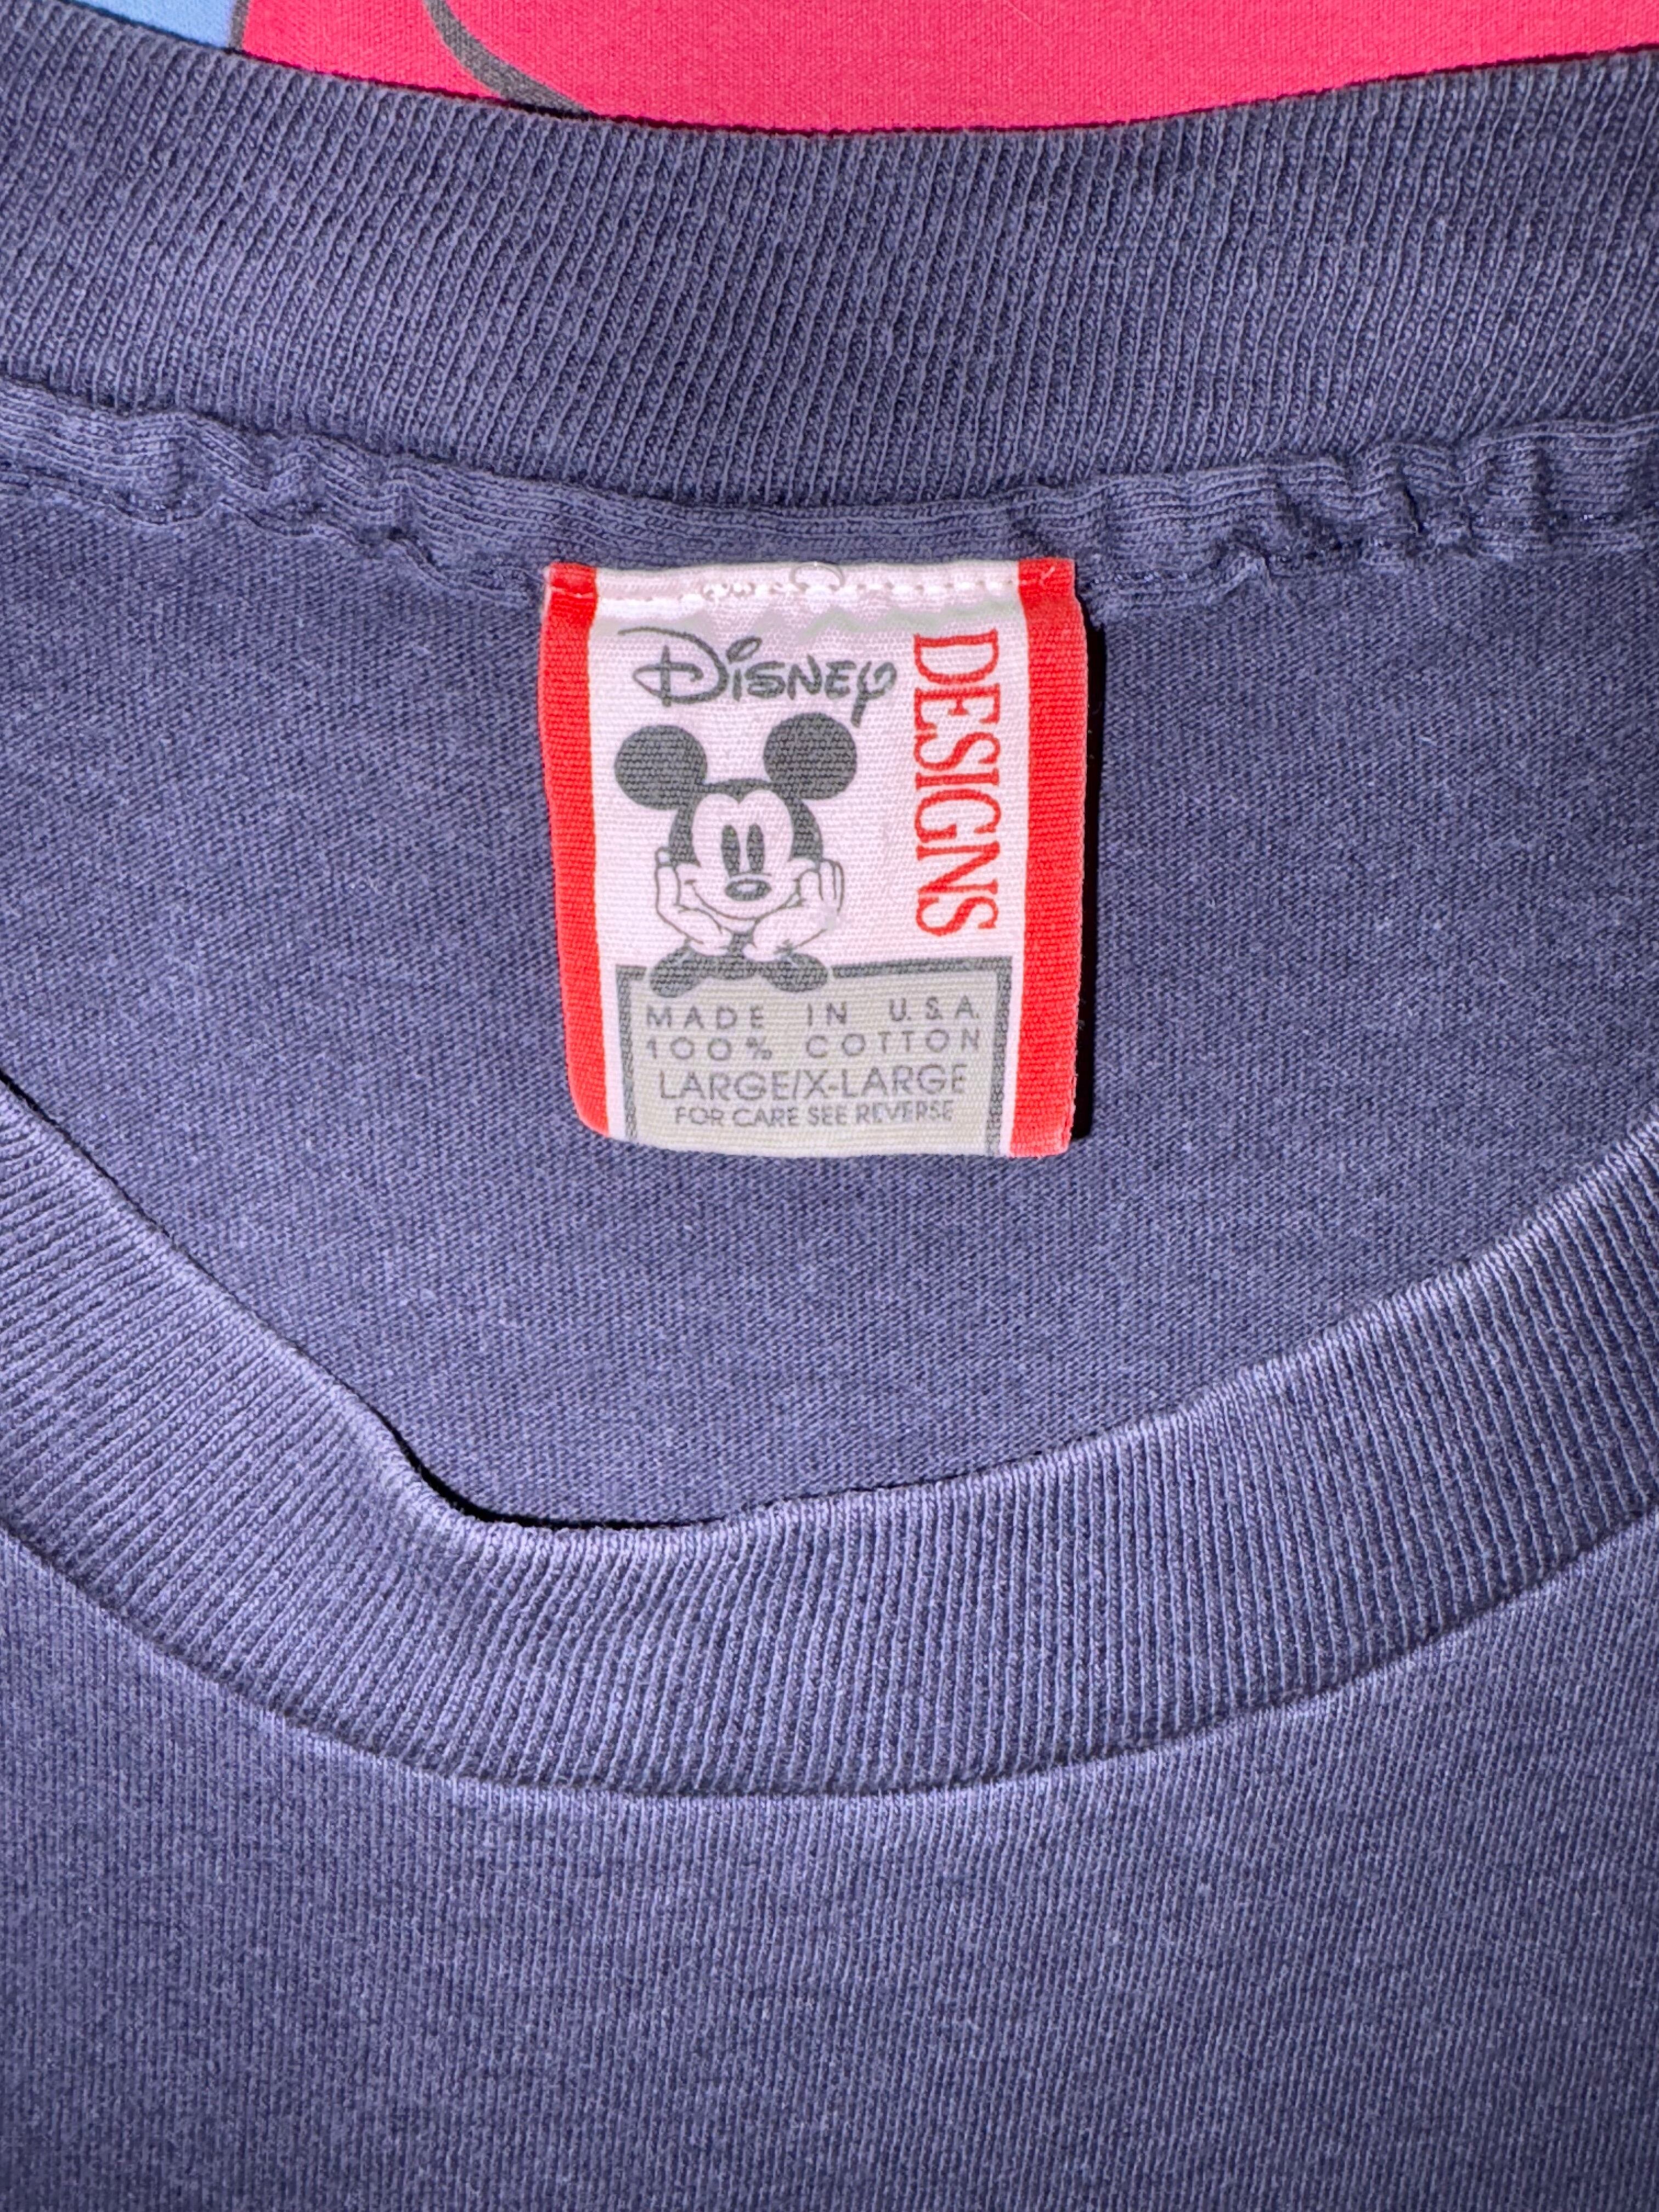 Disney
DESIGNS
MADE IN U.S.A.
100% COTTON
LARGE/X-LARGE
FOR CARE SEE REVERSE